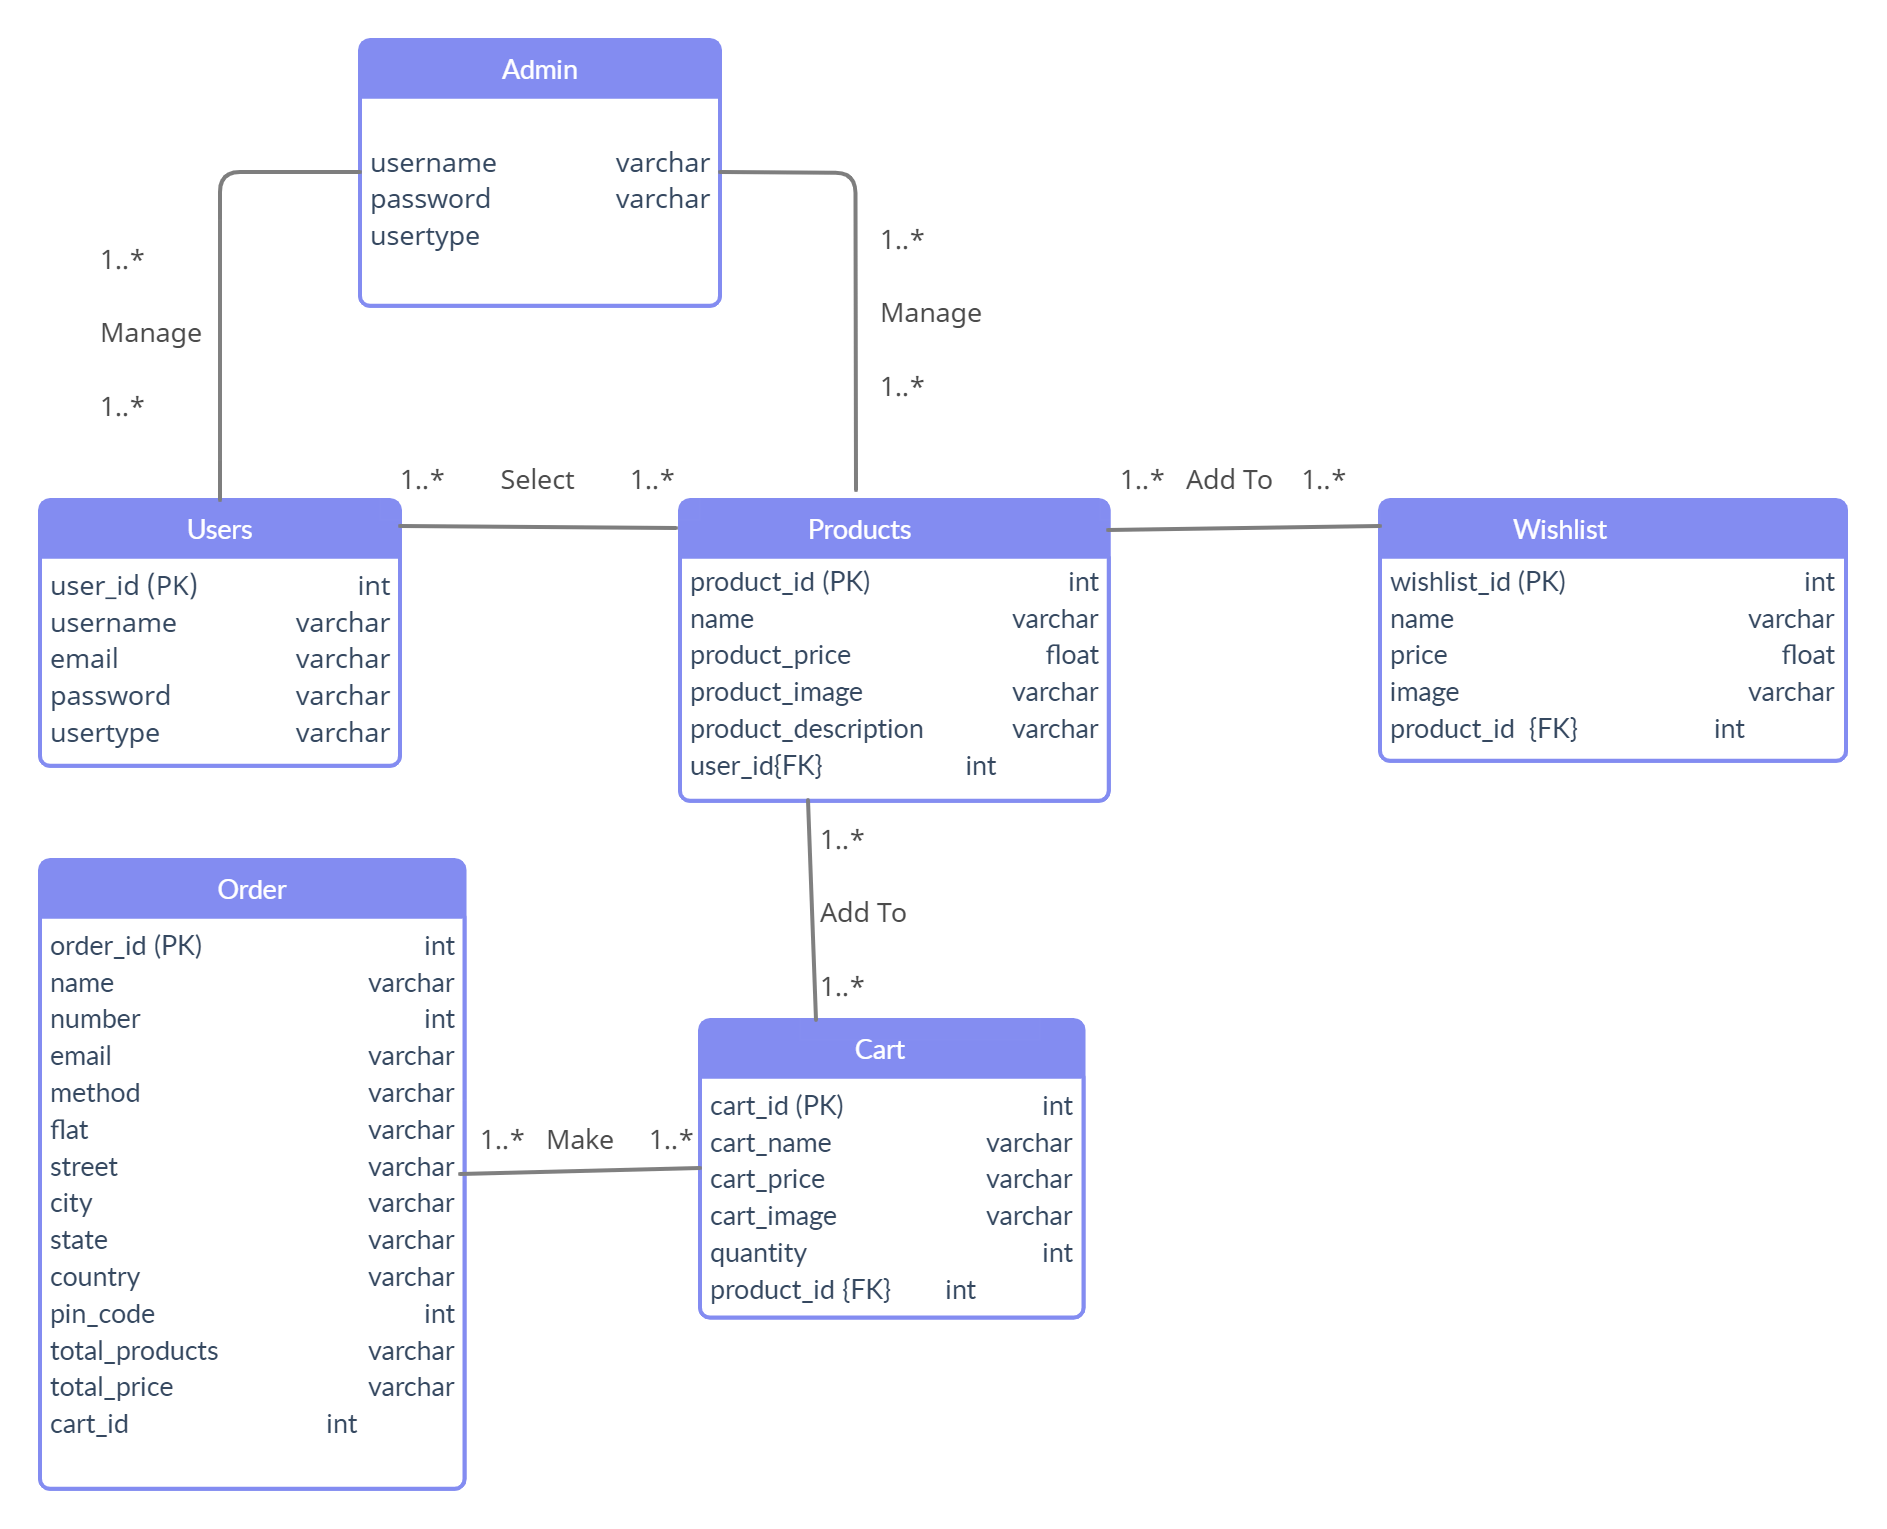 Admin
username varchar
password varchar
usertype
1..*
Manage
1..*
1..*
Manage
1..*
1..* Select 1..*
1..* Add To 1..*
Users
user_id (PK) int
username varchar
email varchar
password varchar
usertype varchar
Products
product_id (PK) int
name varchar
product_price float
product_image varchar
product_description varchar
user_id{FK} int
Wishlist
wishlist_id (PK) int
name varchar
price float
image varchar
product_id {FK} int
1..*
Add To
1..*
Order
order_id (PK) int
name varchar
number int
email varchar
method varchar
flat varchar
street varchar
city varchar
state varchar
country varchar
pin_code int
total_products varchar
total_price varchar
cart_id int
1..* Make 1..*
Cart
cart_id (PK) int
cart_name varchar
cart_price varchar
cart_image varchar
quantity int
product_id {FK} int